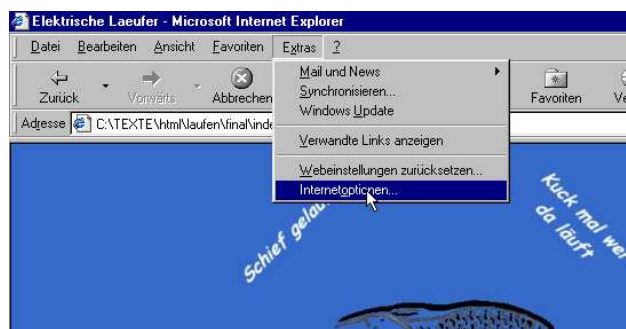 Elektrische Laeufer - Microsoft Internet Explorer
Datei Bearbeiten Ansicht Favoriten Extras ?
Zurück Vorwärts Abbrechen Favoriten
Mail und News
Synchronisieren...
Windows Update
Verwandte Links anzeigen
Webeinstellungen zurücksetzen...
Internetoptionen...
Adresse C:\TEXTE\html\laufen\final\inde
Schief gelau
Kuck mal wer
da läuft